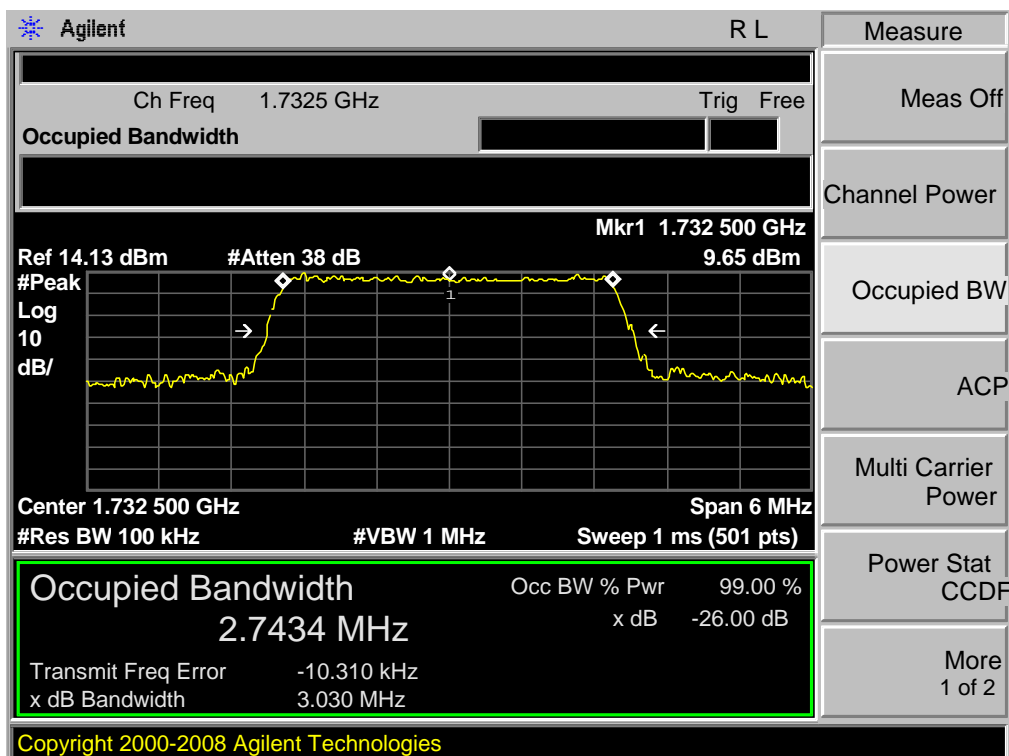 Agilent R L
Measure
Ch Freq 1.7325 GHz Trig Free
Occupied Bandwidth
Meas Off
Channel Power
Mkr1 1.732 500 GHz
Ref 14.13 dBm #Atten 38 dB 9.65 dBm
#Peak
Log
10
dB/
1
Occupied BW
ACP
Multi Carrier
Power
Center 1.732 500 GHz Span 6 MHz
#Res BW 100 kHz #VBW 1 MHz Sweep 1 ms (501 pts)
Occupied Bandwidth Occ BW % Pwr 99.00 %
2.7434 MHz x dB -26.00 dB
Transmit Freq Error -10.310 kHz
x dB Bandwidth 3.030 MHz
Power Stat
CCDF
More
1 of 2
Copyright 2000-2008 Agilent Technologies